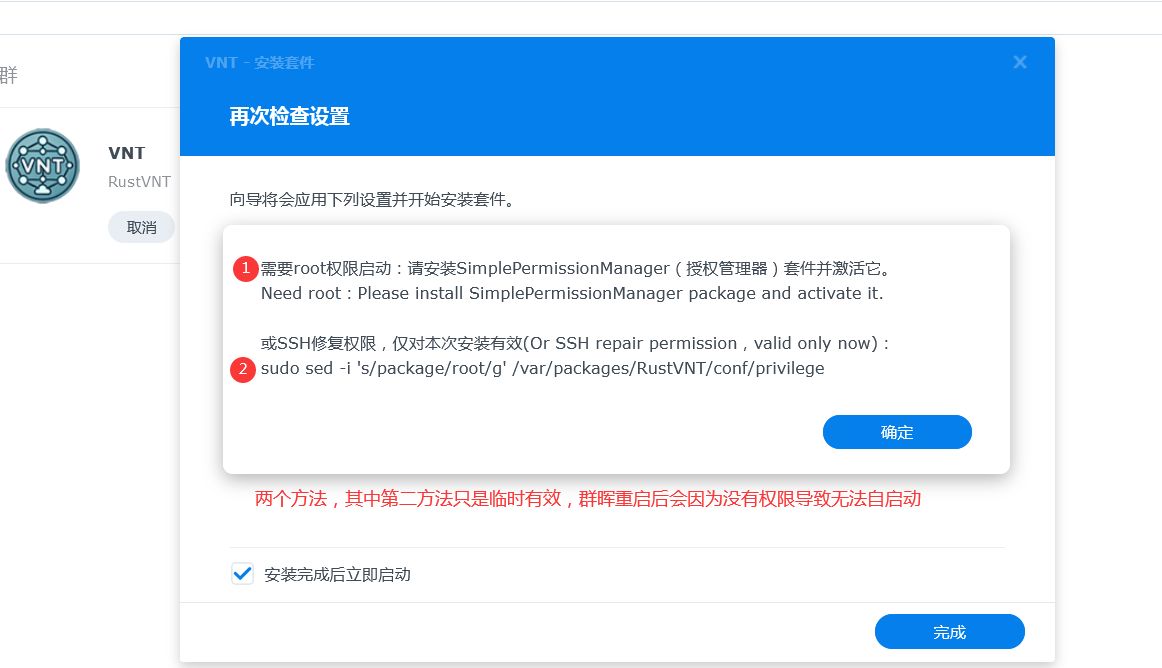 VNT - 安装套件
群
再次检查设置
VNT
RustVNT
取消
向导将会应用下列设置并开始安装套件。
1 需要root权限启动：请安装SimplePermissionManager（授权管理器）套件并激活它。
Need root：Please install SimplePermissionManager package and activate it.
或SSH修复权限，仅对本次安装有效(Or SSH repair permission，valid only now)：
2 sudo sed -i 's/package/root/g' /var/packages/RustVNT/conf/privilege
确定
两个方法，其中第二方法只是临时有效，群晖重启后会因为没有权限导致无法自启动
安装完成后立即启动
完成